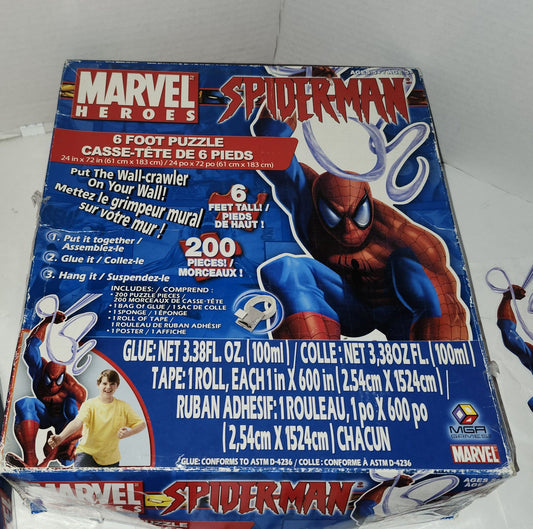 MARVEL
HEROES
SPIDER-MAN
6 FOOT PUZZLE
CASSE-TÊTE DE 6 PIEDS
24 in x 72 in (61 cm x 183 cm) / 24 po x 72 po (61 cm x 183 cm)
Put The Wall-crawler
On Your Wall!
Mettez le grimpeur mural
sur votre mur !
6
FEET TALL! /
PIEDS
DE HAUT !
200
PIECES! /
MORCEAUX !
1. Put it together /
Assemblez-le
2. Glue it / Collez-le
3. Hang it / Suspendez-le
INCLUDES: / COMPREND :
• 200 PUZZLE PIECES /
200 MORCEAUX DE CASSE-TÊTE
• 1 BAG OF GLUE / 1 SAC DE COLLE
• 1 SPONGE / 1 ÉPONGE
• 1 ROLL OF TAPE /
1 ROULEAU DE RUBAN ADHÉSIF
• 1 POSTER / 1 AFFICHE
GLUE: NET 3.38FL. OZ. (100ml) / COLLE : NET 3,38OZ FL. (100ml)
TAPE: 1 ROLL, EACH 1 in X 600 in (2.54cm X 1524cm) /
RUBAN ADHÉSIF: 1 ROULEAU, 1 po X 600 po
(2,54cm X 1524cm) CHACUN
GLUE: CONFORMS TO ASTM D-4236 / COLLE : CONFORME À ASTM D-4236
MGA
GAMES
MARVEL
MARVEL
HEROES
SPIDER-MAN
6 FOOT PUZZLE